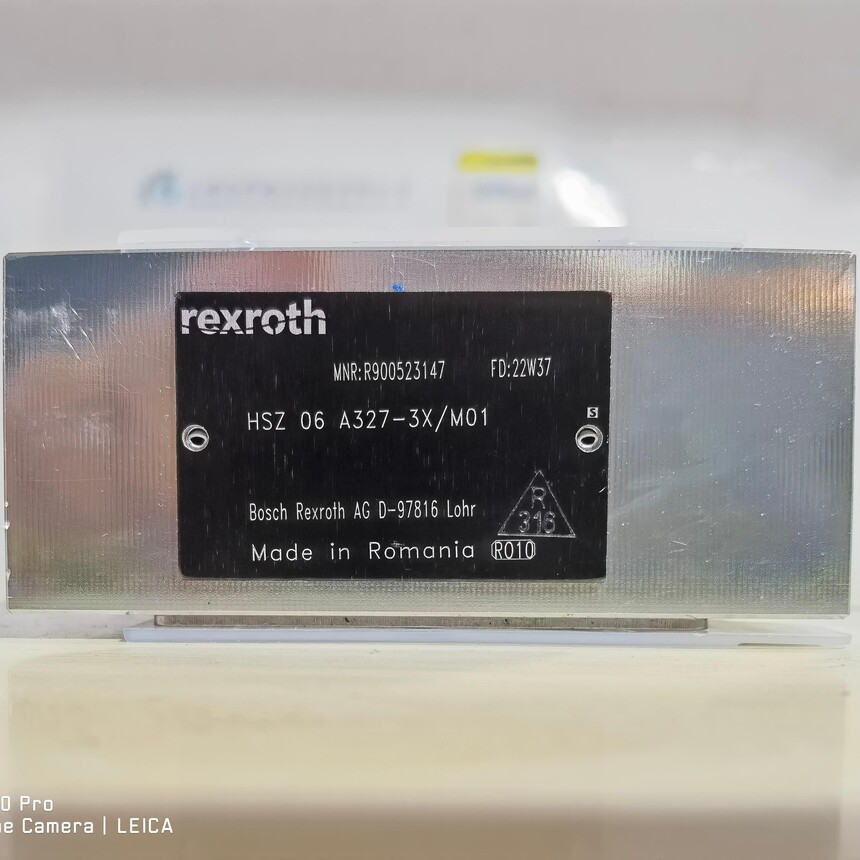 rexroth
MNR:R900523147 FD:22W37
HSZ 06 A327-3X/M01
S
Bosch Rexroth AG D-97816 Lohr
R
316
Made in Romania RO10
0 Pro
Camera | LEICA